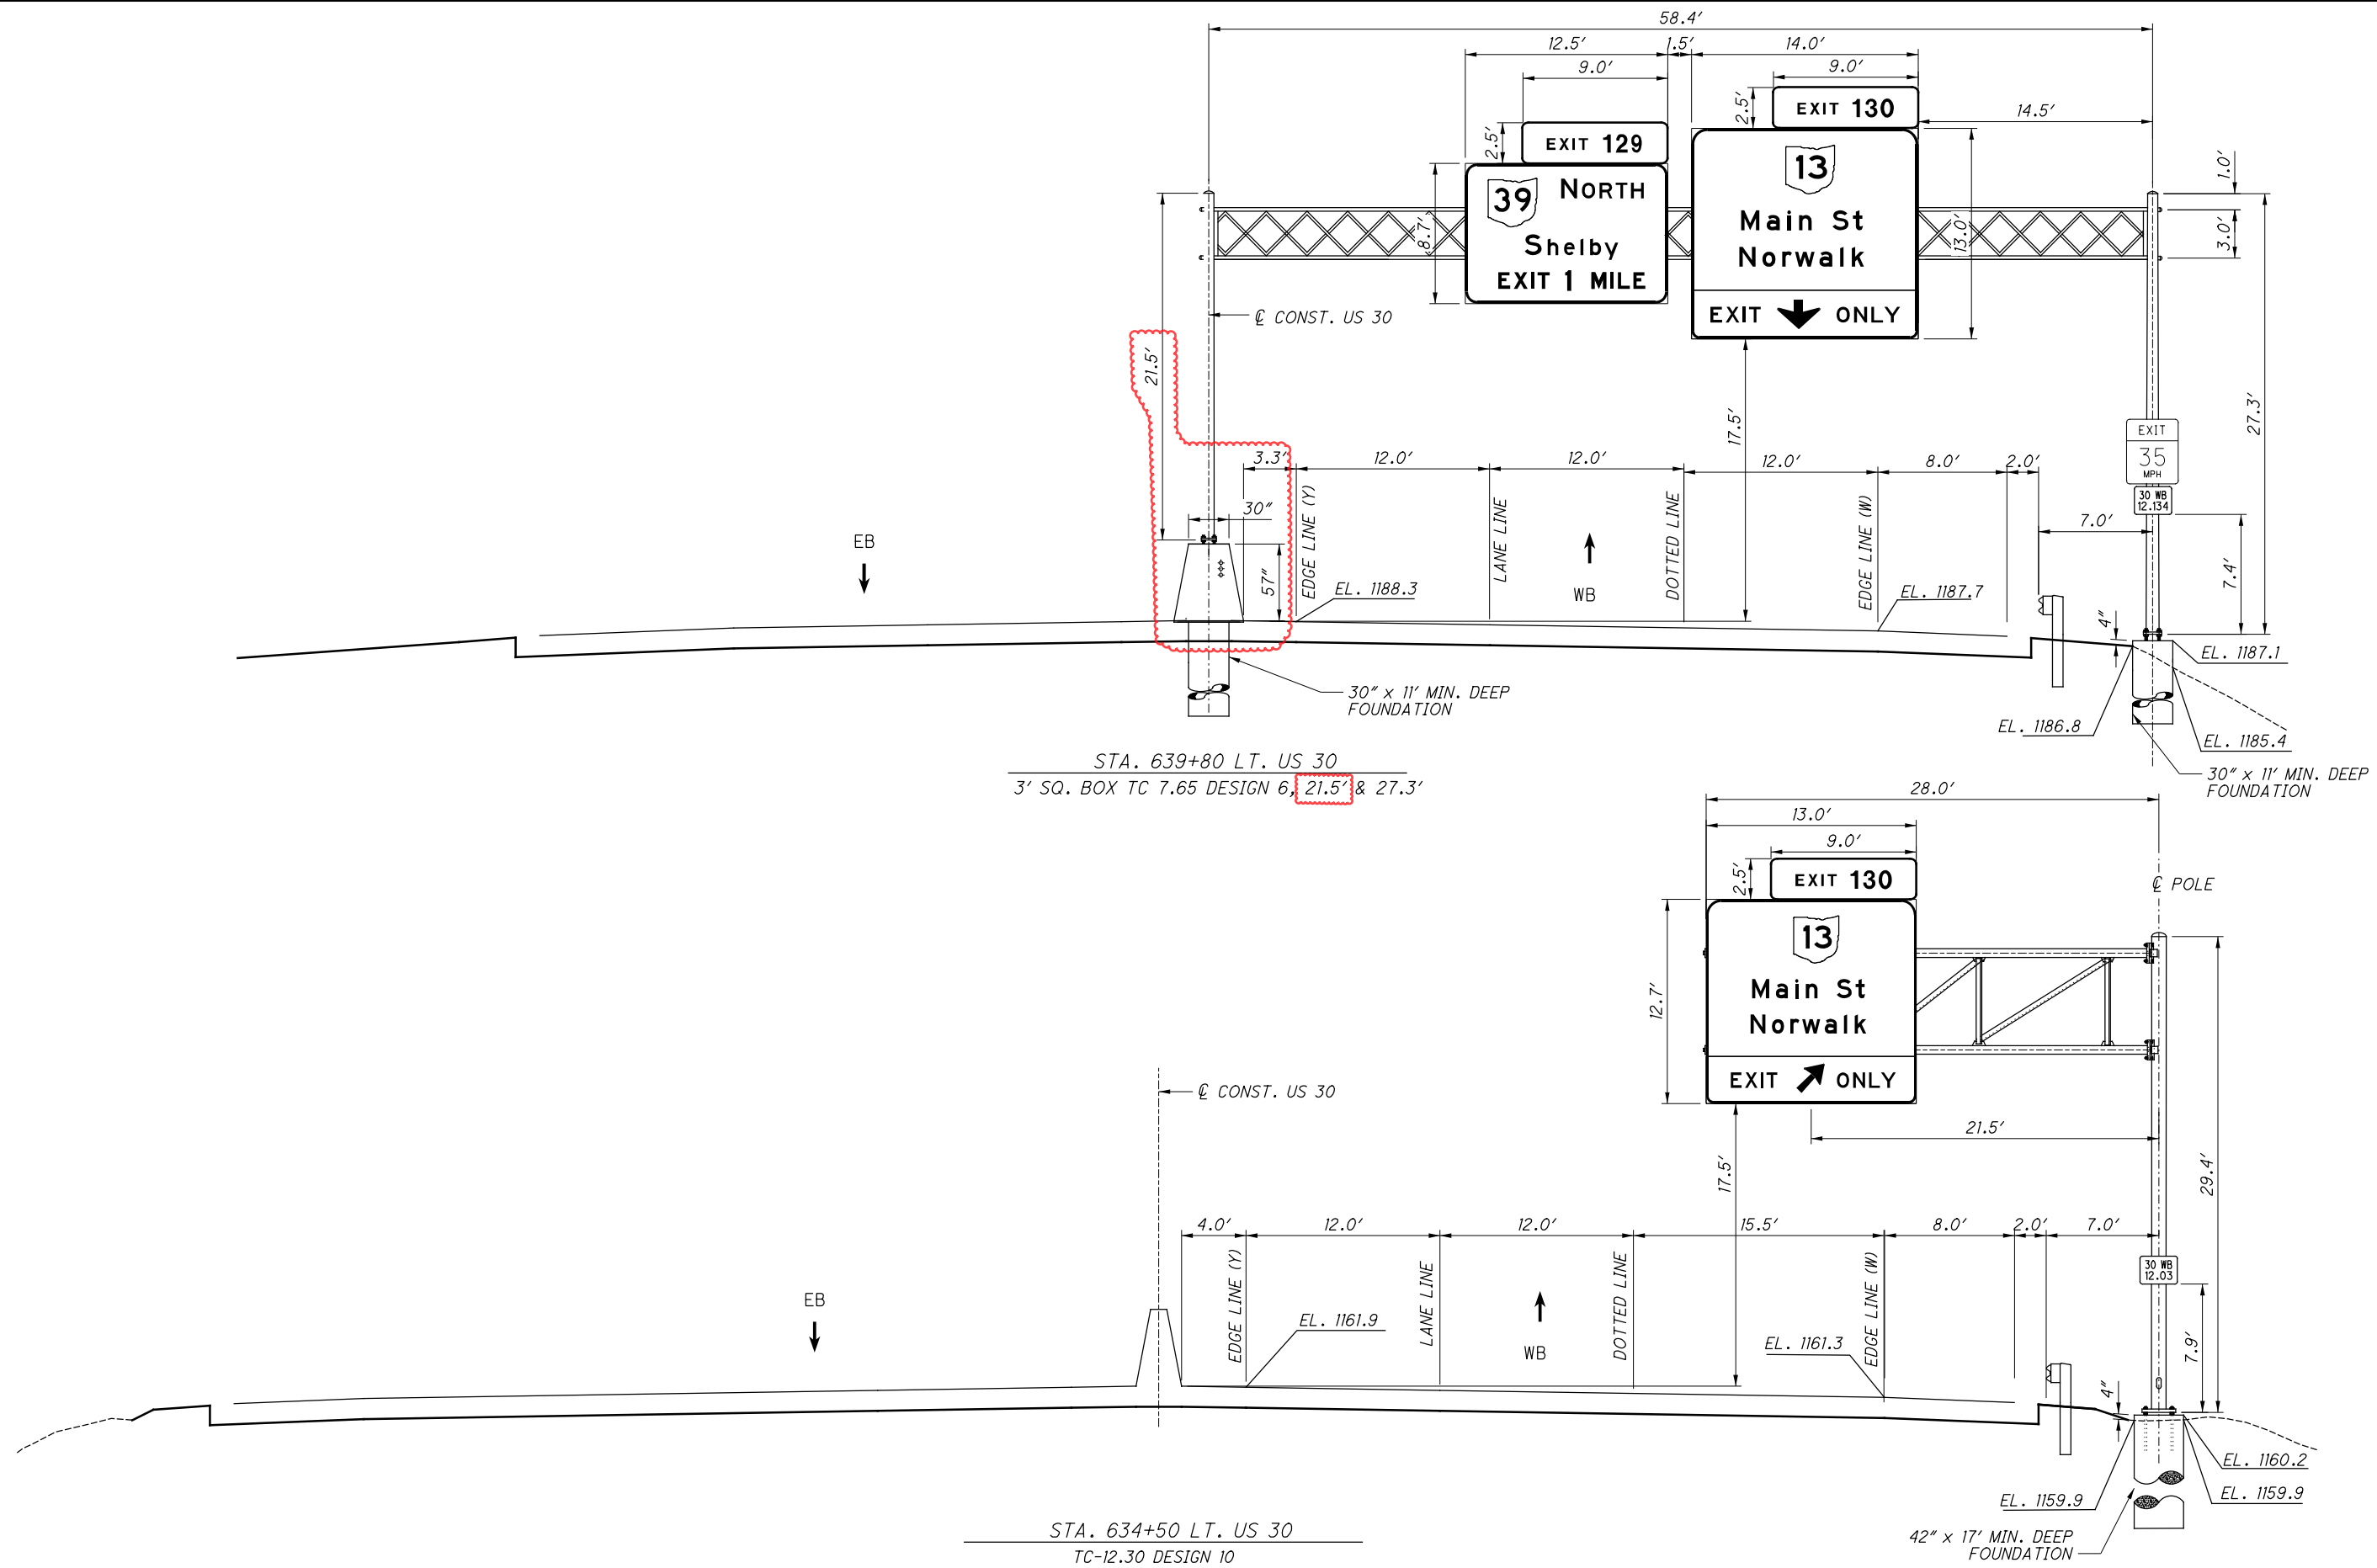 58.4′
12.5′
1.5′
14.0′
9.0′
9.0′
2.5′
EXIT 130
14.5′
2.5′
EXIT 129
1.0′
39 NORTH
Shelby
EXIT 1 MILE
8.7′
13
Main St
Norwalk
EXIT ONLY
13.0′
3.0′
℄ CONST. US 30
21.5′
17.5′
27.3′
EXIT
35
MPH
30 WB
12.134
3.3′
12.0′
12.0′
12.0′
8.0′
2.0′
7.0′
30″
57″
EDGE LINE (Y)
LANE LINE
DOTTED LINE
EDGE LINE (W)
EB
WB
EL. 1188.3
EL. 1187.7
7.4′
4″
EL. 1187.1
30″ x 11′ MIN. DEEP
FOUNDATION
EL. 1186.8
EL. 1185.4
30″ x 11′ MIN. DEEP
FOUNDATION
STA. 639+80 LT. US 30
3′ SQ. BOX TC 7.65 DESIGN 6, 21.5′ & 27.3′
28.0′
13.0′
9.0′
2.5′
EXIT 130
℄ POLE
12.7′
13
Main St
Norwalk
EXIT ONLY
℄ CONST. US 30
21.5′
17.5′
29.4′
4.0′
12.0′
12.0′
15.5′
8.0′
2.0′
7.0′
EDGE LINE (Y)
LANE LINE
DOTTED LINE
EDGE LINE (W)
30 WB
12.03
EB
WB
EL. 1161.9
EL. 1161.3
7.9′
4″
EL. 1160.2
EL. 1159.9
EL. 1159.9
42″ x 17′ MIN. DEEP
FOUNDATION
STA. 634+50 LT. US 30
TC-12.30 DESIGN 10